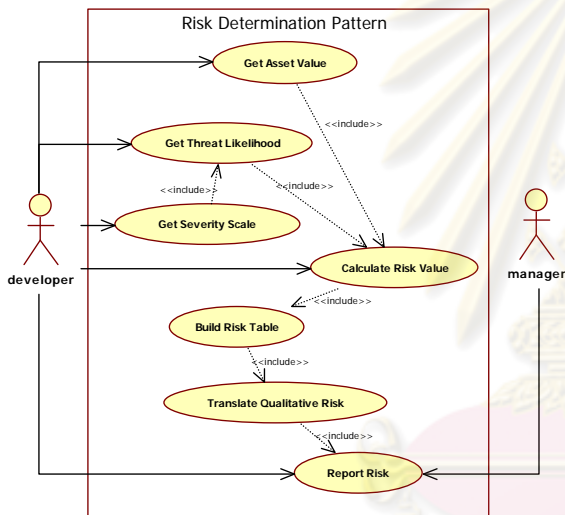 Risk Determination Pattern
Get Asset Value
<<include>>
Get Threat Likelihood
<<include>>
<<include>>
Get Severity Scale
developer
manager
Calculate Risk Value
<<include>>
Build Risk Table
<<include>>
Translate Qualitative Risk
<<include>>
Report Risk